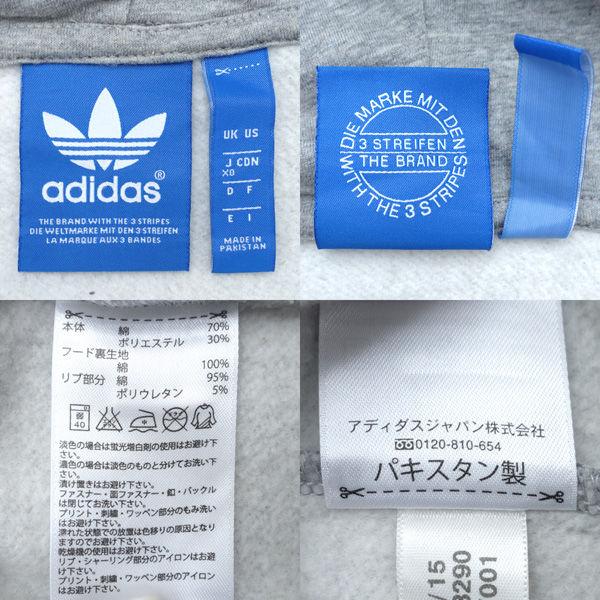 adidas®
THE BRAND WITH THE 3 STRIPES
DIE WELTMARKE MIT DEN 3 STREIFEN
LA MARQUE AUX 3 BANDES
UK US
J CDN
XO
D F
E I
MADE IN
PAKISTAN
DIE MARKE MIT DEN
3 STREIFEN
THE BRAND
WITH THE 3 STRIPES
本体 綿 70%
ポリエステル 30%
フード裏生地
綿 100%
リブ部分 綿 95%
ポリウレタン 5%
40
淡色の場合は蛍光増白剤の使用はお避け下さい。
濃色の場合は淡色のものと分けてお洗い下さい。
漬け置きはお避け下さい。
ファスナー・面ファスナー・釦・バックルは閉じてお洗い下さい。
プリント・刺繍・ワッペン部分のもみ洗いはお避け下さい。
濡れた状態での放置は色移りの原因となりますのでお避け下さい。
乾燥機の使用はお避け下さい。
リブ・シャーリング部分のアイロンはお避け下さい。
プリント・刺繍・ワッペン部分のアイロンはお避け下さい。
アディダスジャパン株式会社
0120-810-654
パキスタン製
/15
3290
001